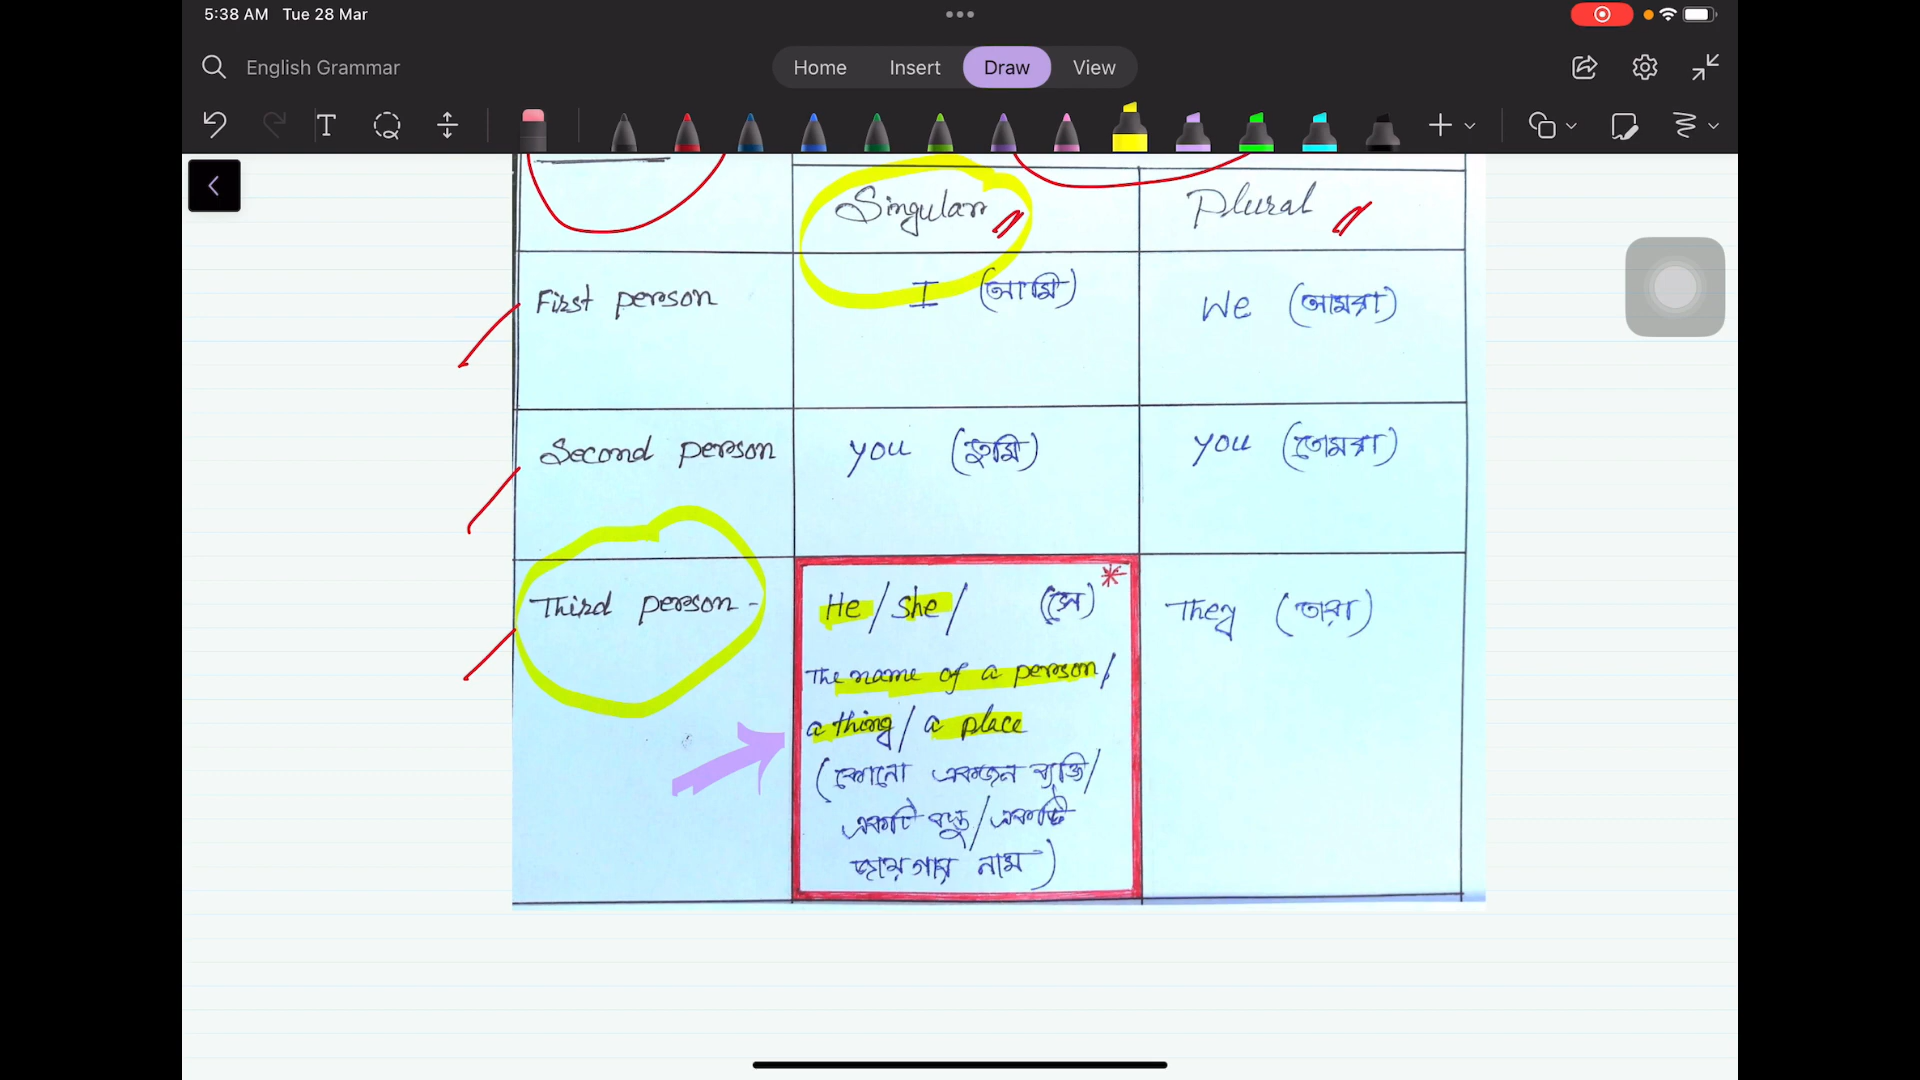 5:38 AM Tue 28 Mar
English Grammar
Home Insert Draw View
Singular Plural
First person I (আমি) We (আমরা)
Second person you (তুমি) you (তোমরা)
Third person - He / She / (সে) They (তারা)
The name of a person /
a thing / a place
(কোনো একজন ব্যক্তি /
একটি বস্তু / একটি
জায়গার নাম)